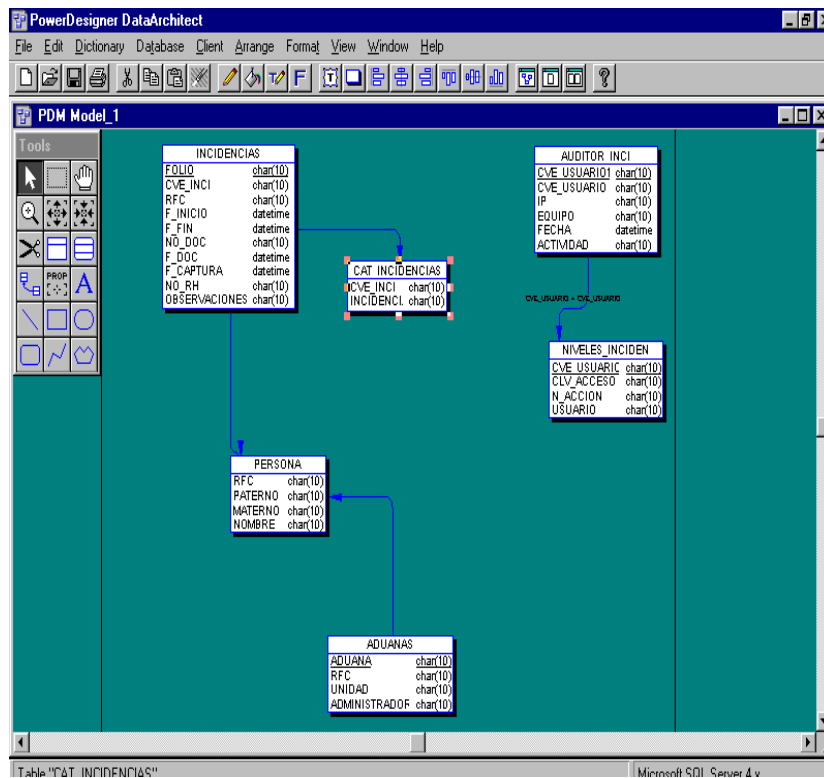 PowerDesigner DataArchitect
File Edit Dictionary Database Client Arrange Format View Window Help
PDM Model_1
Tools
PROP
A
INCIDENCIAS
FOLIO char(10)
CVE_INCI char(10)
RFC char(10)
F_INICIO datetime
F_FIN datetime
NO_DOC char(10)
F_DOC datetime
F_CAPTURA datetime
NO_RH char(10)
OBSERVACIONES char(10)
CAT_INCIDENCIAS
CVE_INCI char(10)
INCIDENCI. char(10)
AUDITOR_INCI
CVE_USUARIO1 char(10)
CVE_USUARIO char(10)
IP char(10)
EQUIPO char(10)
FECHA datetime
ACTIVIDAD char(10)
CVE_USUARIO = CVE_USUARIO
NIVELES_INCIDEN
CVE_USUARIC char(10)
CLV_ACCESO char(10)
N_ACCION char(10)
USUARIO char(10)
PERSONA
RFC char(10)
PATERNO char(10)
MATERNO char(10)
NOMBRE char(10)
ADUANAS
ADUANA char(10)
RFC char(10)
UNIDAD char(10)
ADMINISTRADOR char(10)
Table "CAT_INCIDENCIAS" Microsoft SQL Server 4.x